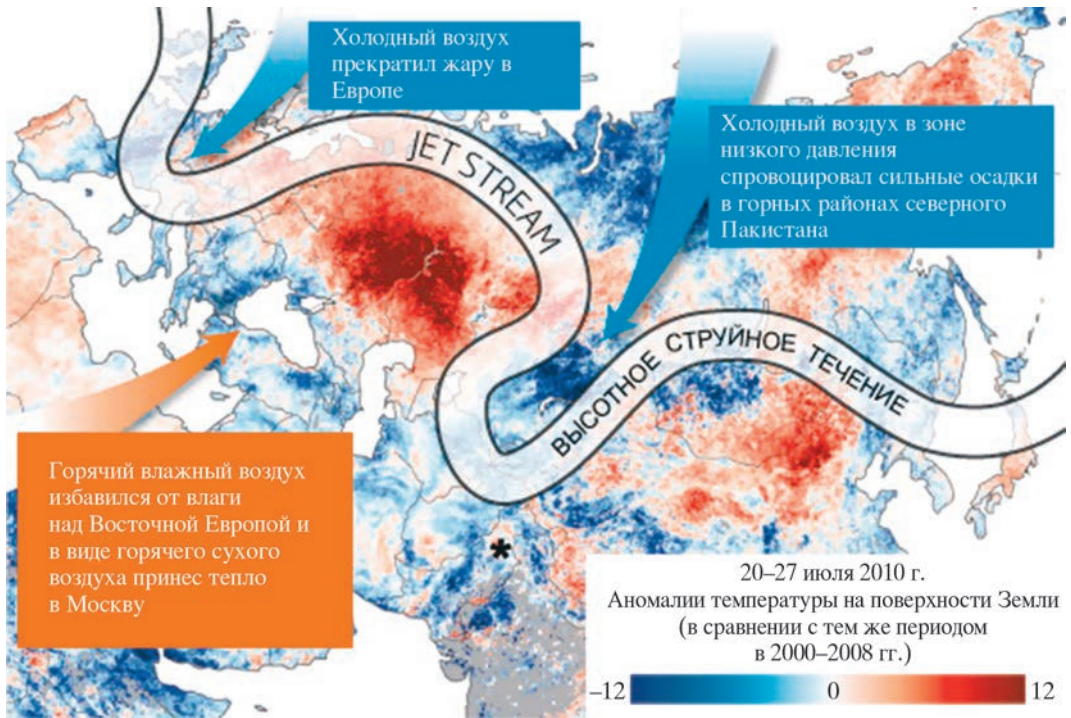 Холодный воздух
прекратил жару в
Европе
JET STREAM
Холодный воздух в зоне
низкого давления
спровоцировал сильные осадки
в горных районах северного
Пакистана
ВЫСОТНОЕ СТРУЙНОЕ ТЕЧЕНИЕ
Горячий влажный воздух
избавился от влаги
над Восточной Европой и
в виде горячего сухого
воздуха принес тепло
в Москву
*
20–27 июля 2010 г.
Аномалии температуры на поверхности Земли
(в сравнении с тем же периодом
в 2000–2008 гг.)
–12 0 12